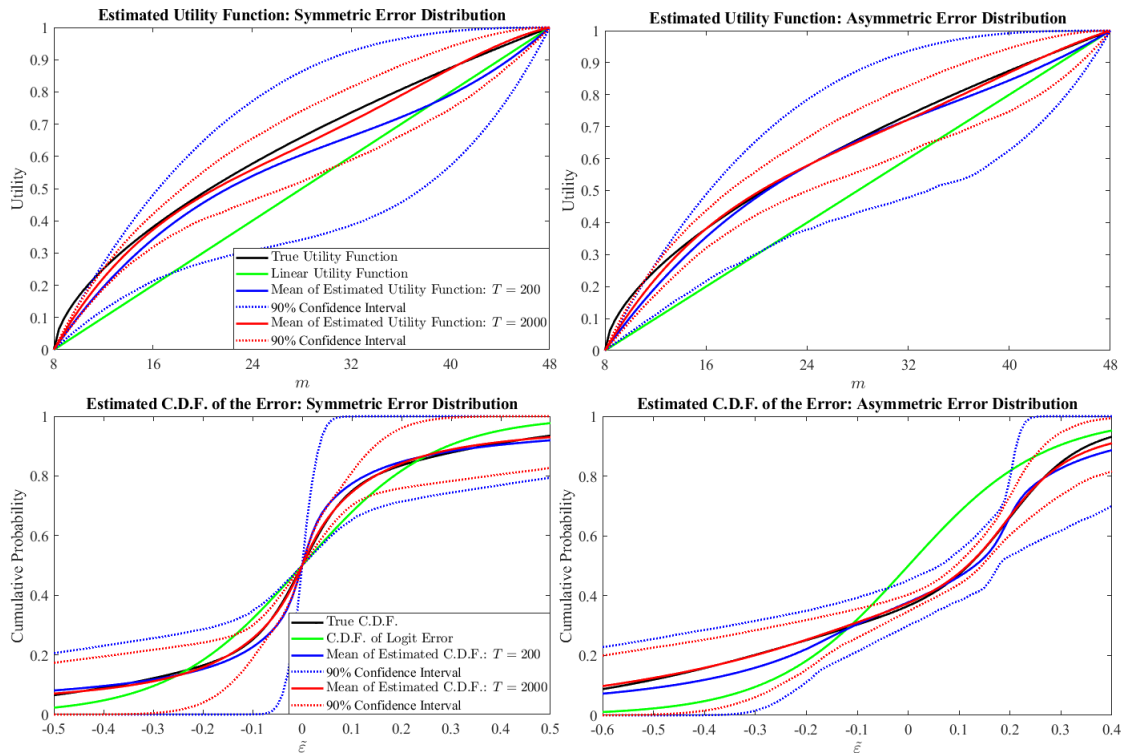 Estimated Utility Function: Symmetric Error Distribution
1
0.9
0.8
0.7
0.6
0.5
0.4
0.3
0.2
0.1
0
Utility
True Utility Function
Linear Utility Function
Mean of Estimated Utility Function: T = 200
90% Confidence Interval
Mean of Estimated Utility Function: T = 2000
90% Confidence Interval
8 16 24 32 40 48
m
Estimated Utility Function: Asymmetric Error Distribution
1
0.9
0.8
0.7
0.6
0.5
0.4
0.3
0.2
0.1
0
Utility
8 16 24 32 40 48
m
Estimated C.D.F. of the Error: Symmetric Error Distribution
1
0.8
0.6
0.4
0.2
0
Cumulative Probability
True C.D.F.
C.D.F. of Logit Error
Mean of Estimated C.D.F.: T = 200
90% Confidence Interval
Mean of Estimated C.D.F.: T = 2000
90% Confidence Interval
-0.5 -0.4 -0.3 -0.2 -0.1 0 0.1 0.2 0.3 0.4 0.5
ε̃
Estimated C.D.F. of the Error: Asymmetric Error Distribution
1
0.8
0.6
0.4
0.2
0
Cumulative Probability
-0.6 -0.5 -0.4 -0.3 -0.2 -0.1 0 0.1 0.2 0.3 0.4
ε̃